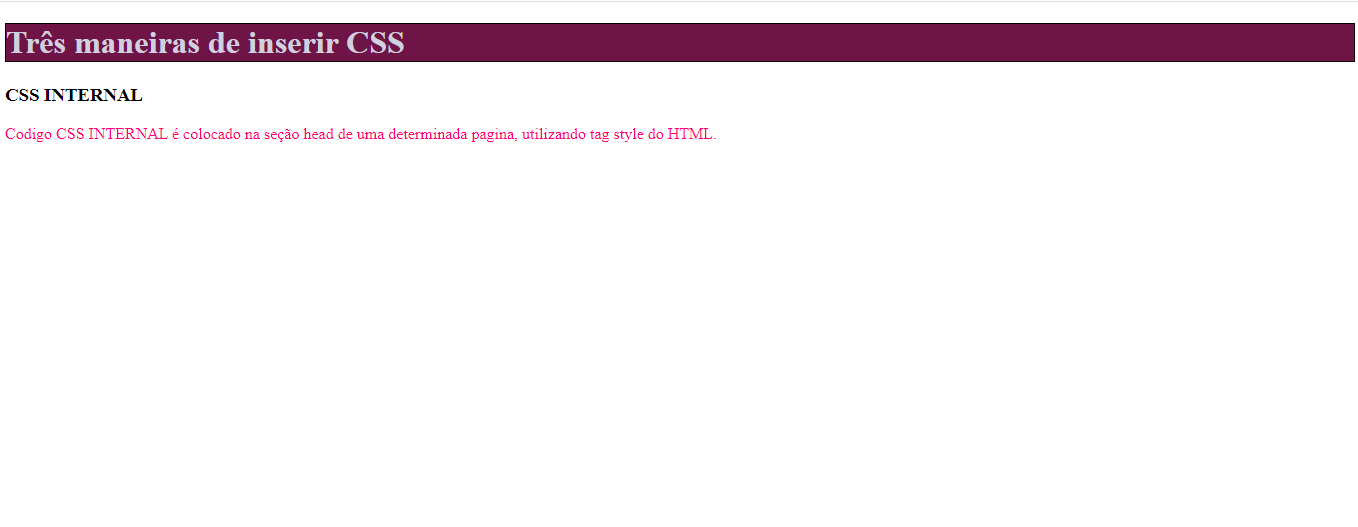 Três maneiras de inserir CSS
CSS INTERNAL
Codigo CSS INTERNAL é colocado na seção head de uma determinada pagina, utilizando tag style do HTML.